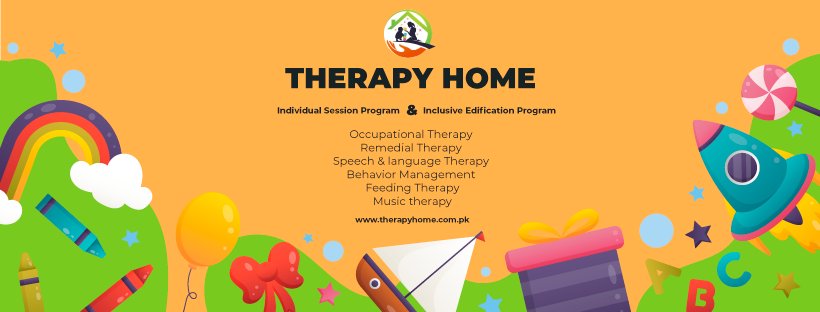 THERAPY HOME
Individual Session Program & Inclusive Edification Program
Occupational Therapy
Remedial Therapy
Speech & language Therapy
Behavior Management
Feeding Therapy
Music therapy
www.therapyhome.com.pk
A B C